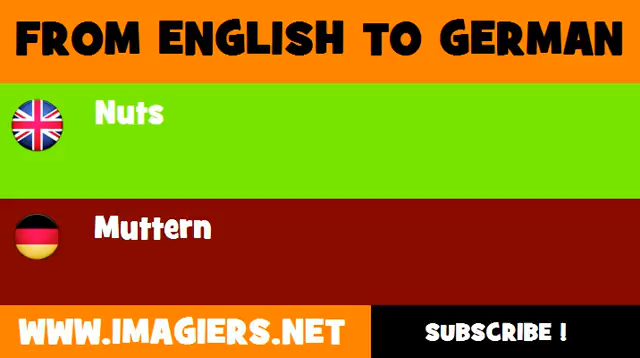 FROM ENGLISH TO GERMAN
Nuts
Muttern
WWW.IMAGIERS.NET
SUBSCRIBE !